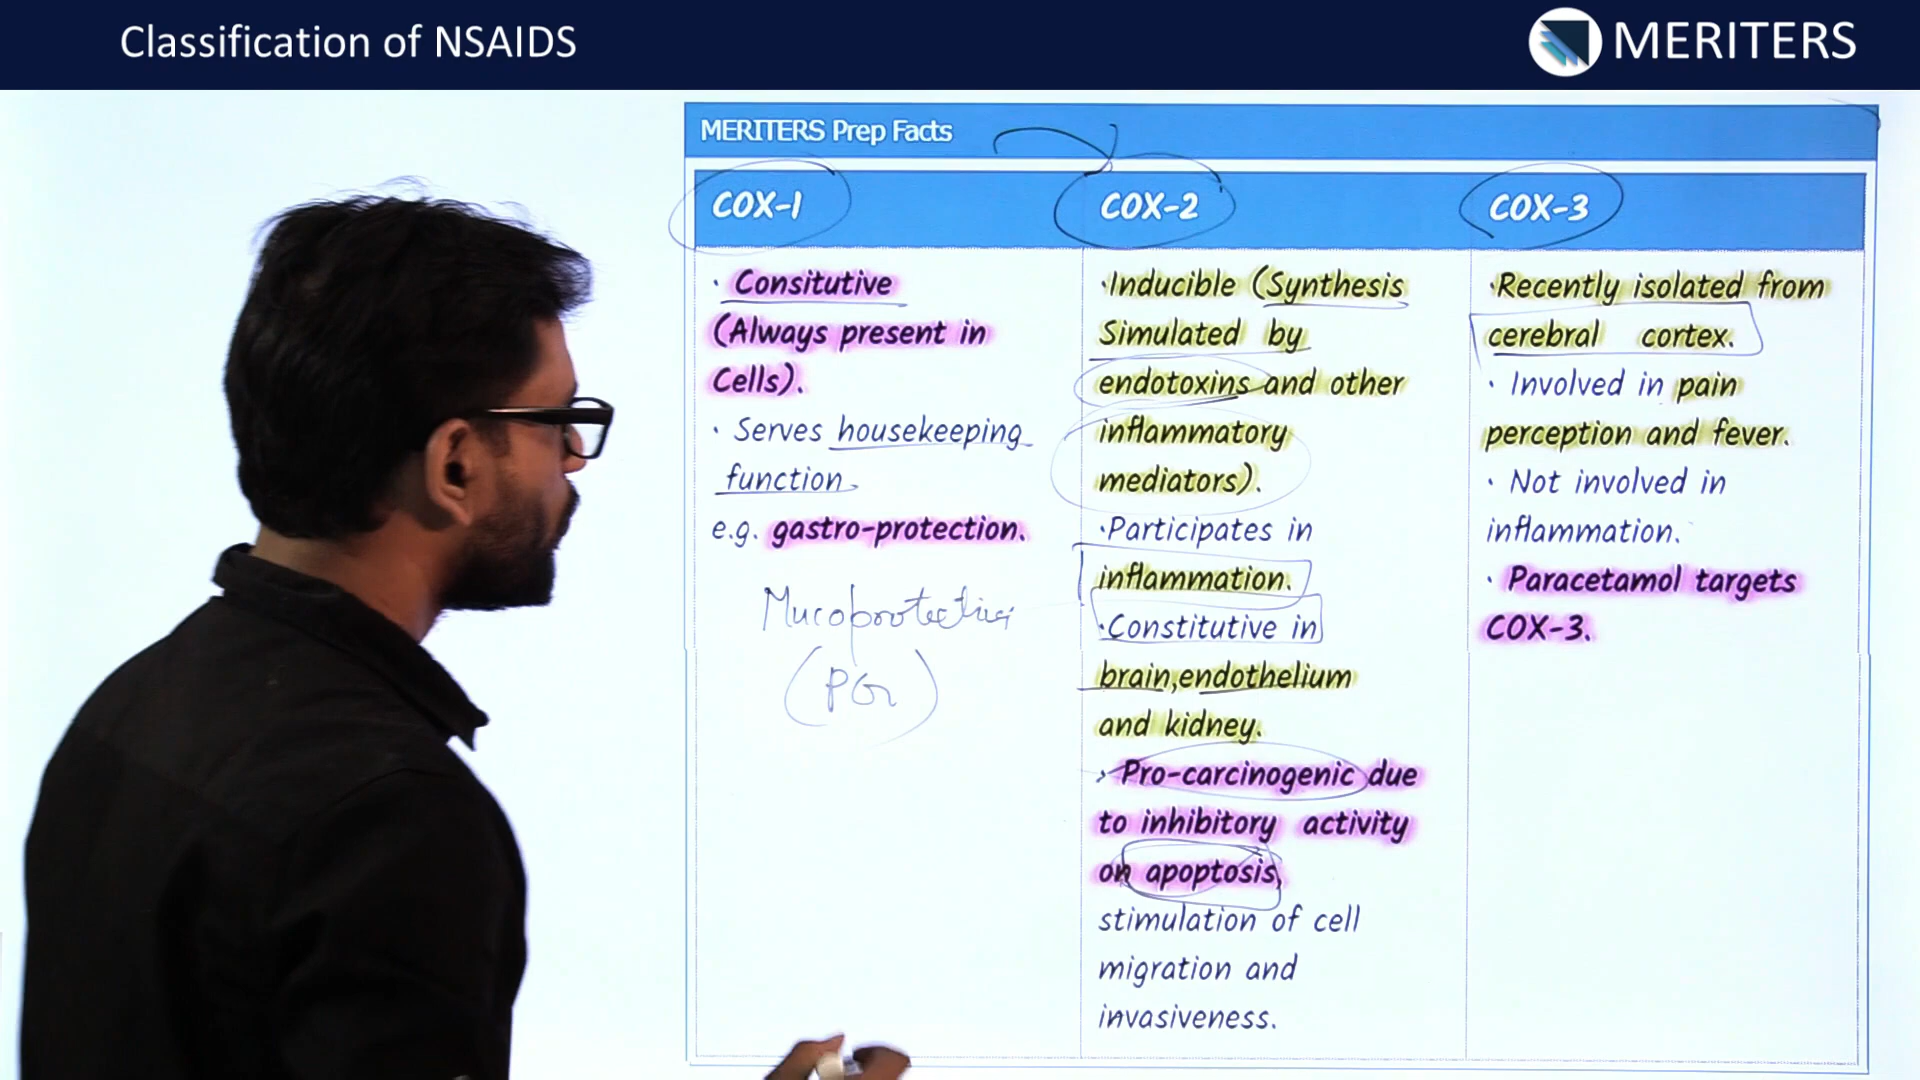 Classification of NSAIDS
MERITERS
MERITERS Prep Facts
COX-1
· Consitutive
(Always present in
Cells).
· Serves housekeeping
function
e.g. gastro-protection.
Mucoprotective
(PG)
COX-2
·Inducible (Synthesis
Simulated by
endotoxins and other
inflammatory
mediators).
·Participates in
inflammation.
·Constitutive in
brain,endothelium
and kidney.
· Pro-carcinogenic due
to inhibitory activity
on apoptosis,
stimulation of cell
migration and
invasiveness.
COX-3
·Recently isolated from
cerebral cortex.
· Involved in pain
perception and fever.
· Not involved in
inflammation.
· Paracetamol targets
COX-3.